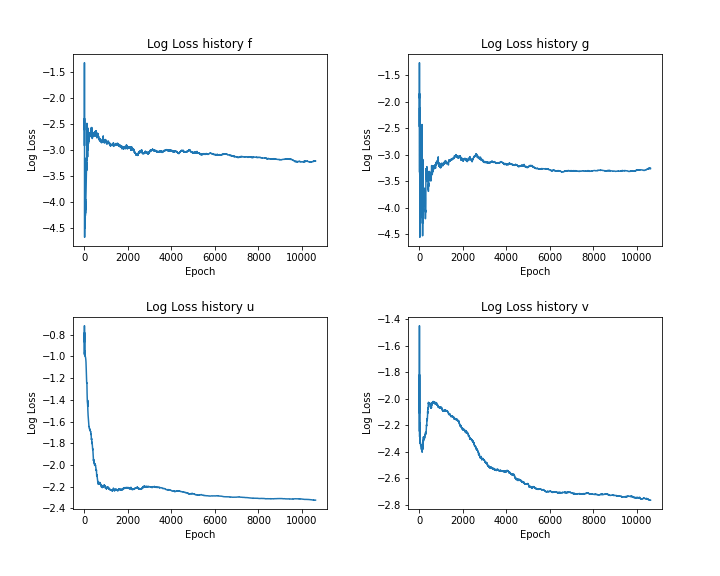 Log Loss history f
Log Loss history g
−1.5
−2.0
−2.5
−3.0
−3.5
−4.0
−4.5
Log Loss
0 2000 4000 6000 8000 10000
Epoch
−1.5
−2.0
−2.5
−3.0
−3.5
−4.0
−4.5
Log Loss
0 2000 4000 6000 8000 10000
Epoch
Log Loss history u
Log Loss history v
−0.8
−1.0
−1.2
−1.4
−1.6
−1.8
−2.0
−2.2
−2.4
Log Loss
0 2000 4000 6000 8000 10000
Epoch
−1.4
−1.6
−1.8
−2.0
−2.2
−2.4
−2.6
−2.8
Log Loss
0 2000 4000 6000 8000 10000
Epoch